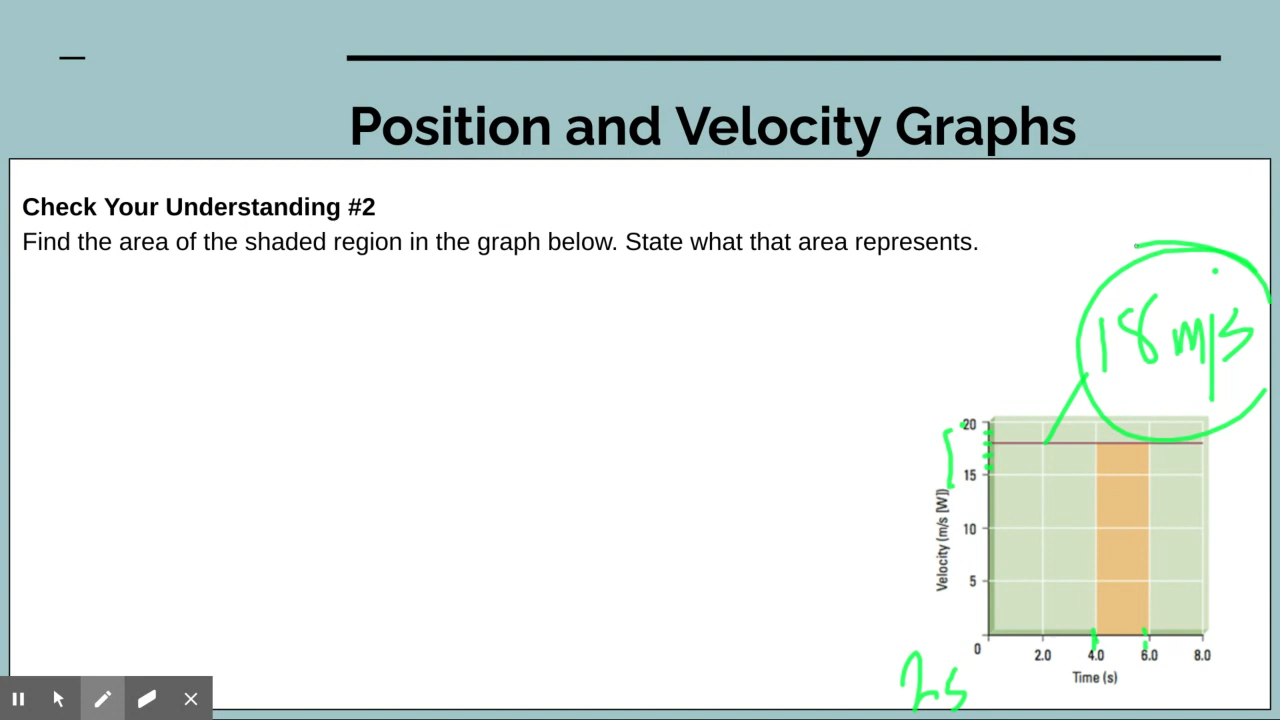 Position and Velocity Graphs
Check Your Understanding #2
Find the area of the shaded region in the graph below. State what that area represents.
18 m/s
20
15
10
5
0
Velocity (m/s [W])
2.0 4.0 6.0 8.0
Time (s)
2s